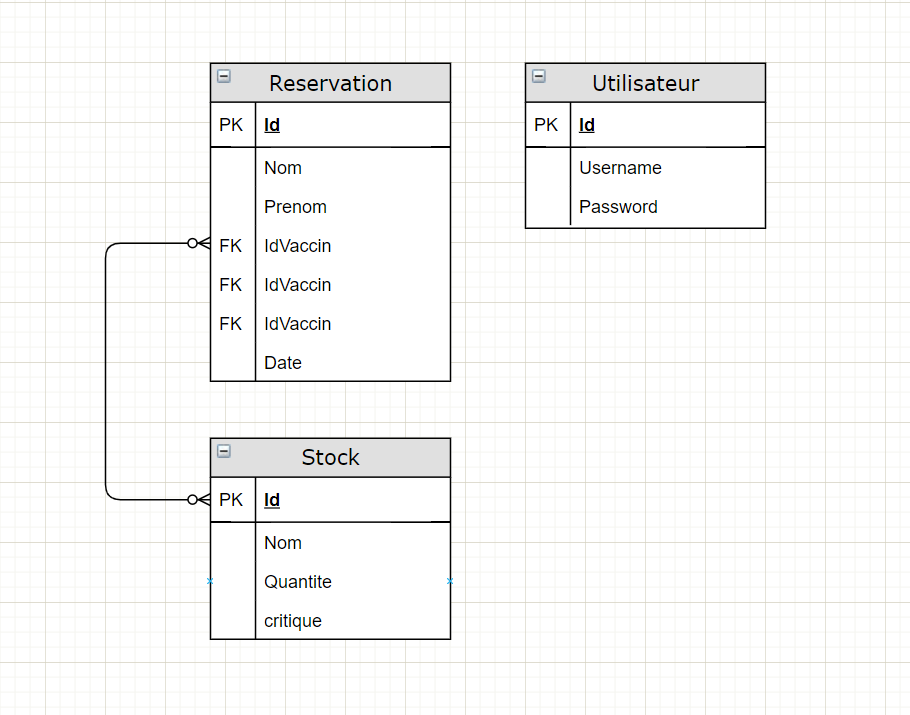 Reservation
PK Id
Nom
Prenom
FK IdVaccin
FK IdVaccin
FK IdVaccin
Date
Utilisateur
PK Id
Username
Password
Stock
PK Id
Nom
Quantite
critique